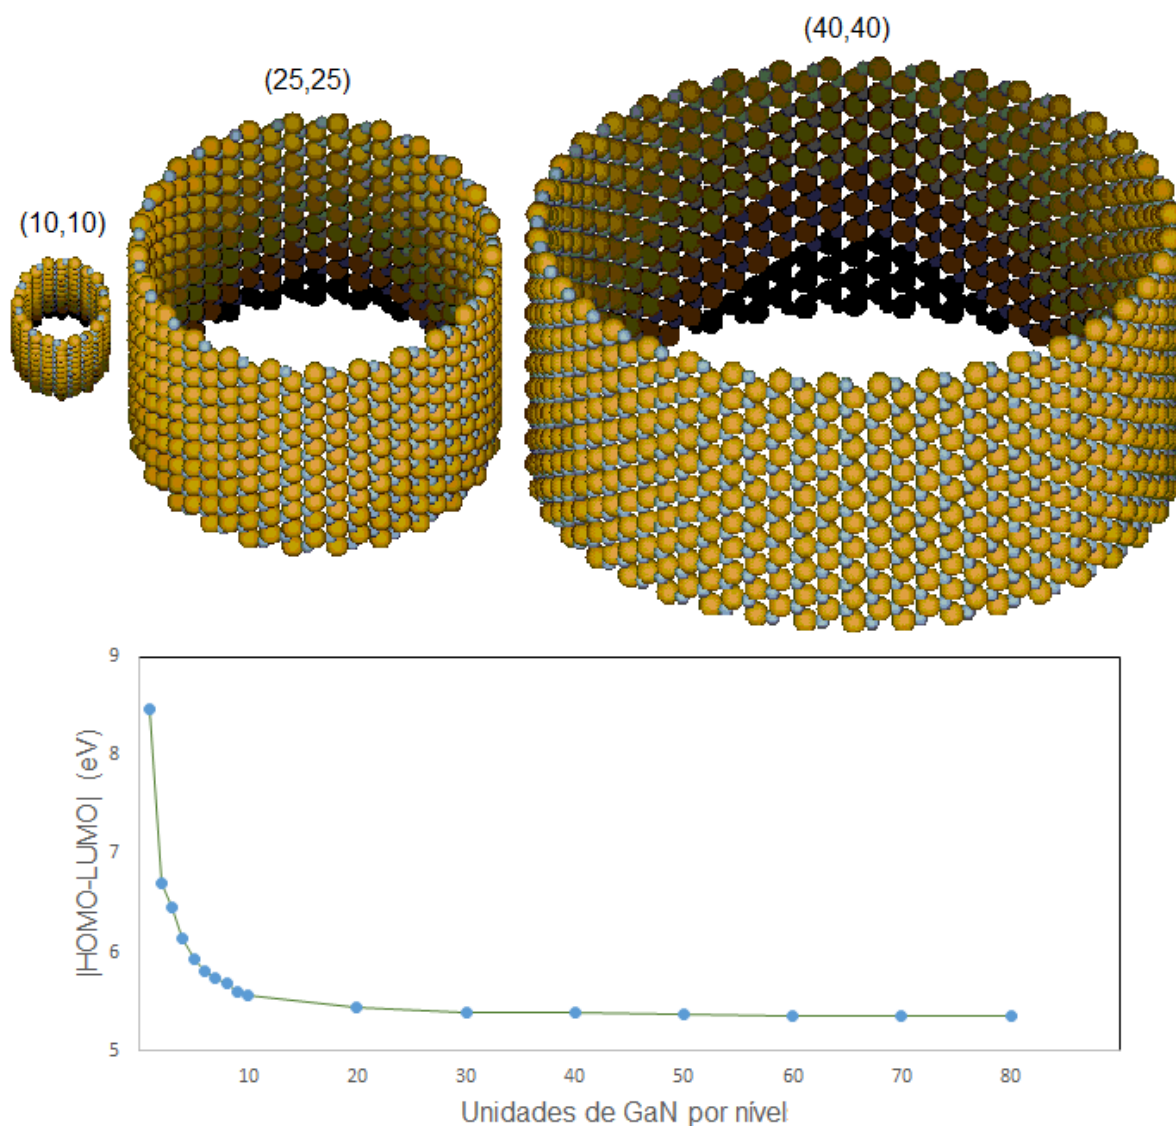 (40,40)
(25,25)
(10,10)
9
8
7
6
5
|HOMO-LUMO| (eV)
10 20 30 40 50 60 70 80
Unidades de GaN por nível